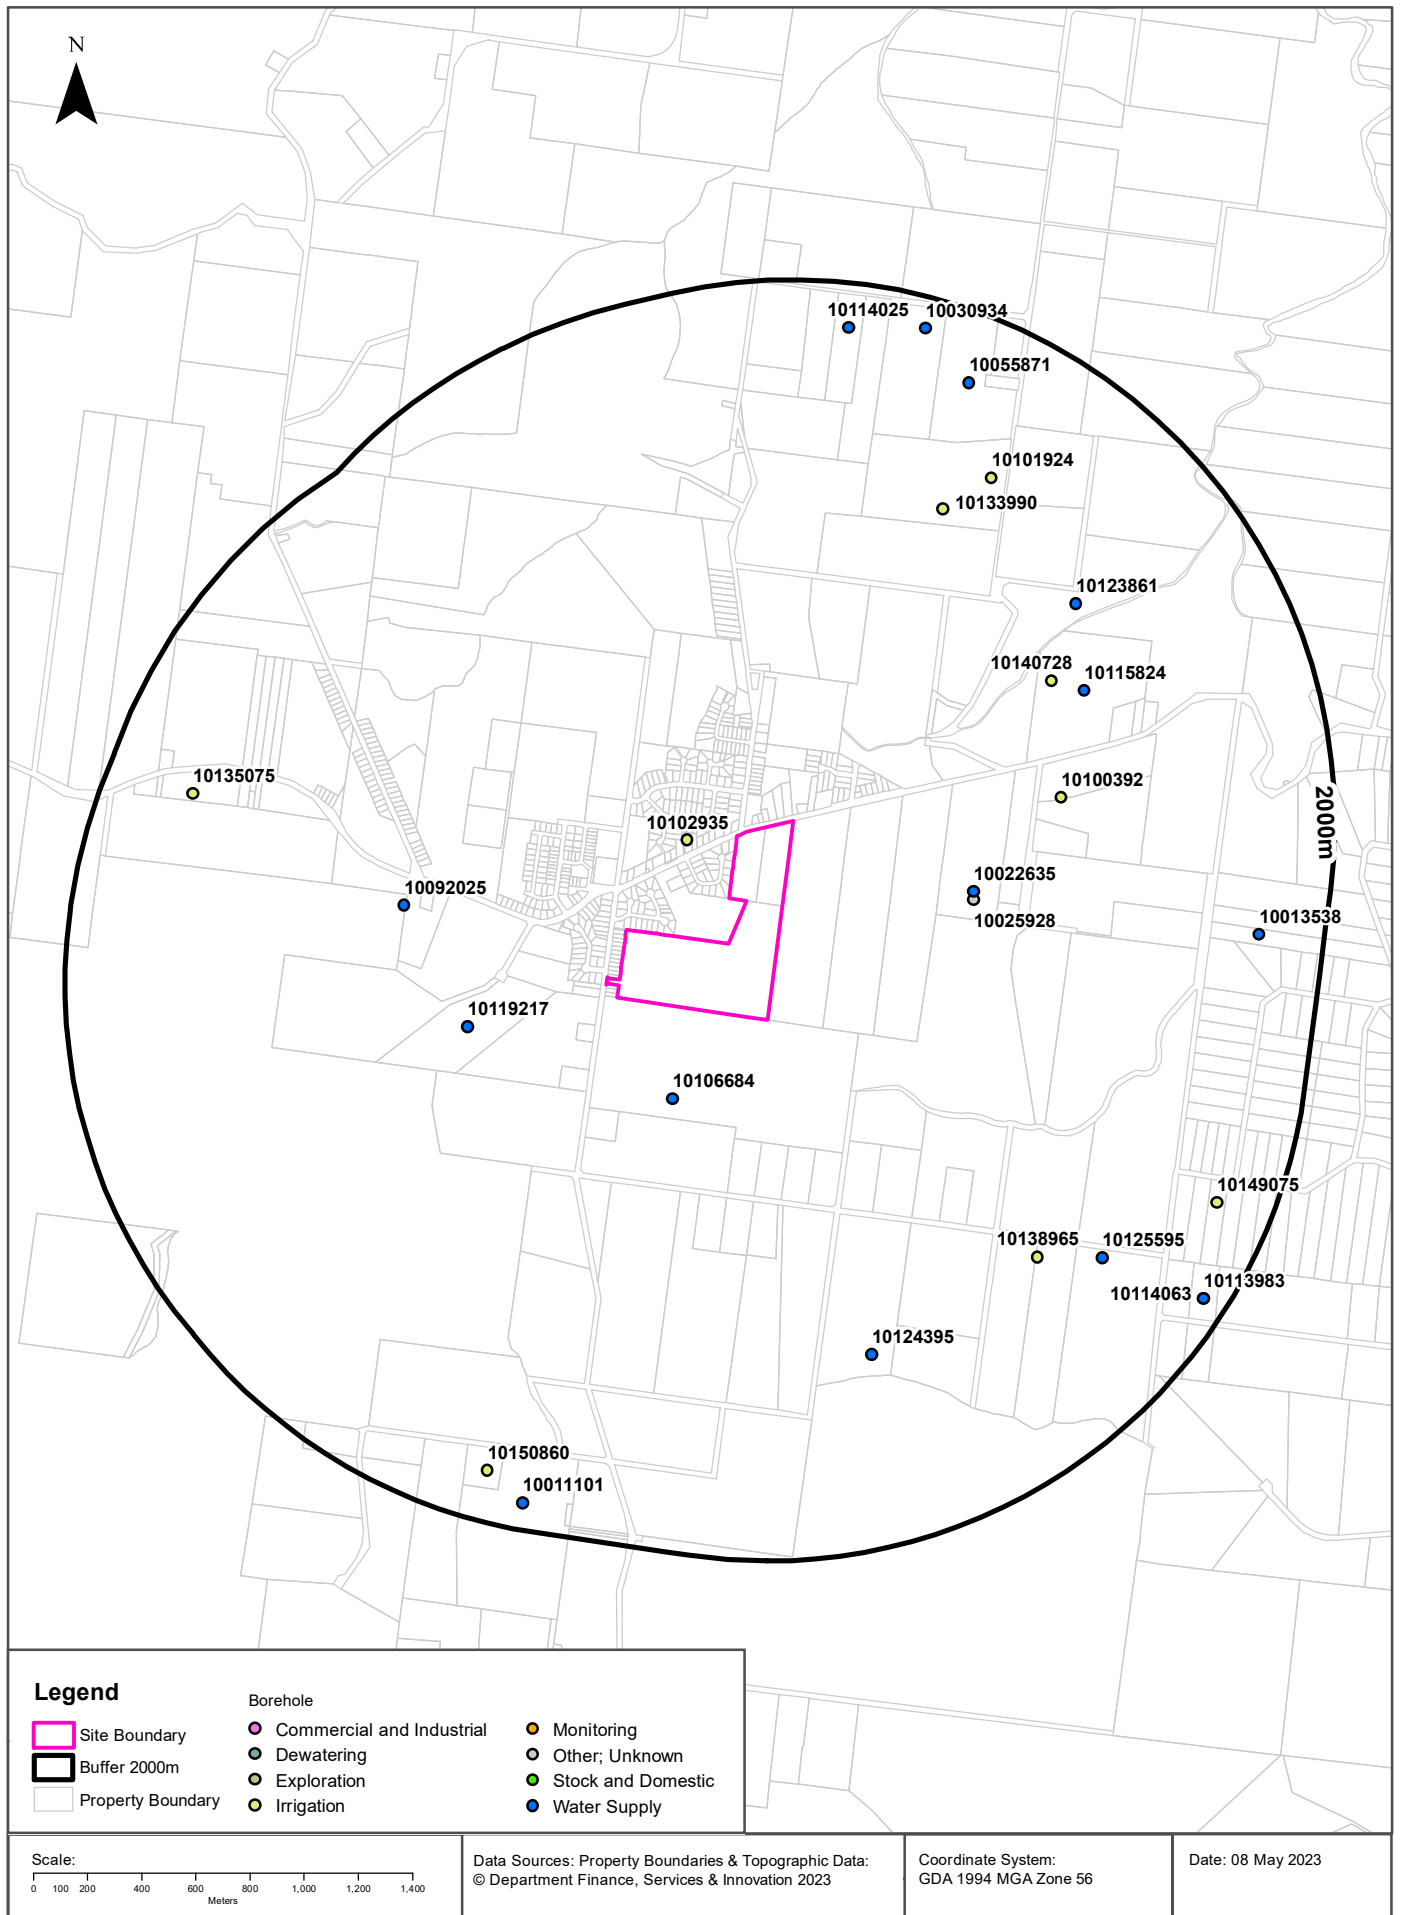 N
10114025
10030934
10055871
10101924
10133990
10123861
10140728
10115824
10135075
10100392
2000m
10102935
10022635
10092025
10025928
10013538
10119217
10106684
10149075
10138965
10125595
10113983
10114063
10124395
10150860
10011101
Legend
Site Boundary
Buffer 2000m
Property Boundary
Borehole
Commercial and Industrial
Dewatering
Exploration
Irrigation
Monitoring
Other; Unknown
Stock and Domestic
Water Supply
Scale:
0 100 200 400 600 800 1,000 1,200 1,400
Meters
Data Sources: Property Boundaries & Topographic Data:
© Department Finance, Services & Innovation 2023
Coordinate System:
GDA 1994 MGA Zone 56
Date: 08 May 2023